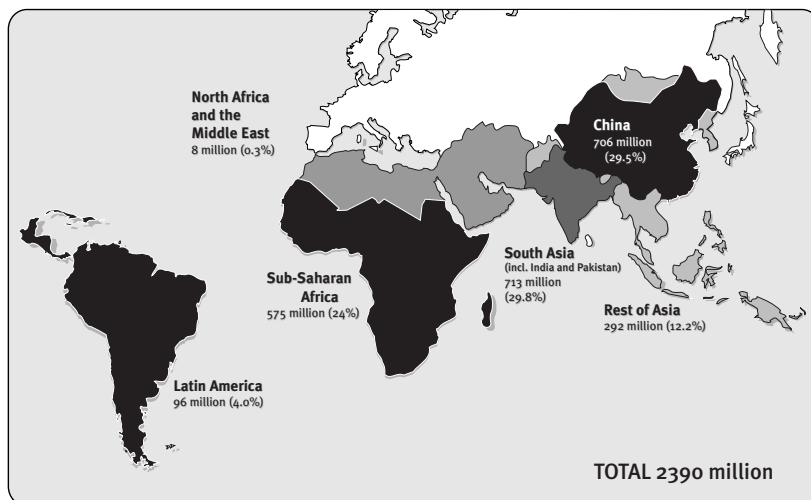 North Africa
and the
Middle East
8 million (0.3%)
China
706 million
(29.5%)
South Asia
(incl. India and Pakistan)
713 million
(29.8%)
Sub-Saharan
Africa
575 million (24%)
Rest of Asia
292 million (12.2%)
Latin America
96 million (4.0%)
TOTAL 2390 million